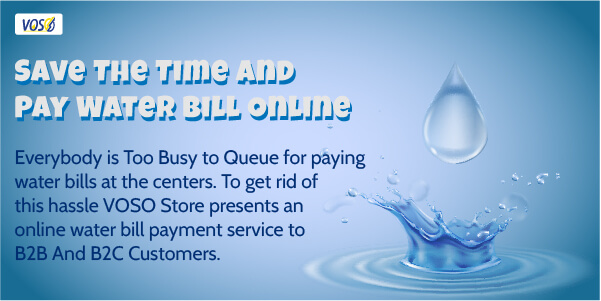 VOSO
Save the time and
pay water bill online
Everybody is Too Busy to Queue for paying
water bills at the centers. To get rid of
this hassle VOSO Store presents an
online water bill payment service to
B2B And B2C Customers.